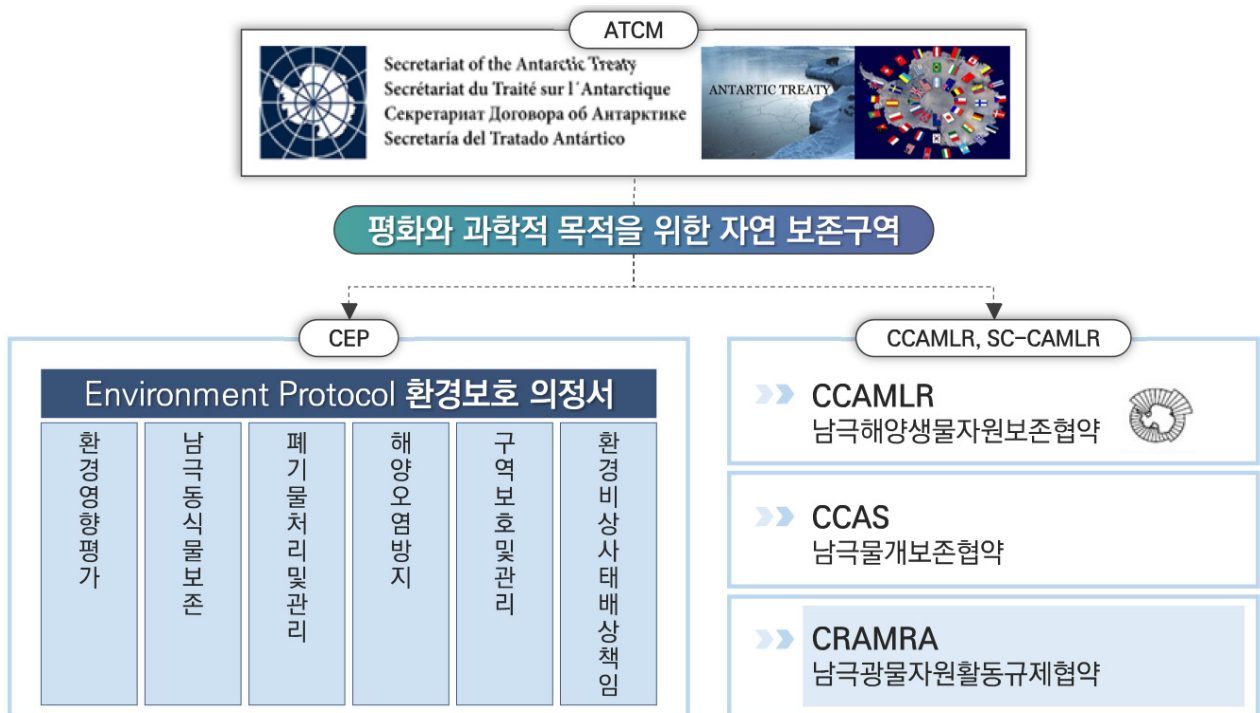 ATCM
Secretariat of the Antarctic Treaty
Secrétariat du Traité sur l´Antarctique
Секретариат Договора об Антарктике
Secretaría del Tratado Antártico
ANTARTIC TREATY
평화와 과학적 목적을 위한 자연 보존구역
CEP
Environment Protocol 환경보호 의정서
환경영향평가
남극동식물보존
폐기물처리및관리
해양오염방지
구역보호및관리
환경비상사태배상책임
CCAMLR, SC-CAMLR
CCAMLR
남극해양생물자원보존협약
CCAS
남극물개보존협약
CRAMRA
남극광물자원활동규제협약